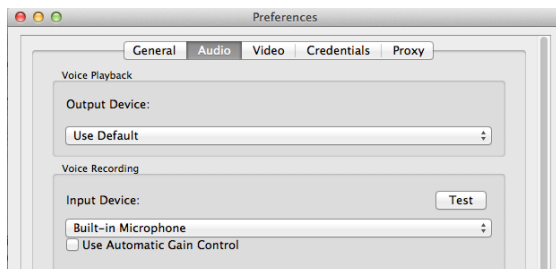 Preferences
General Audio Video Credentials Proxy
Voice Playback
Output Device:
Use Default
Voice Recording
Input Device: Test
Built-in Microphone
Use Automatic Gain Control